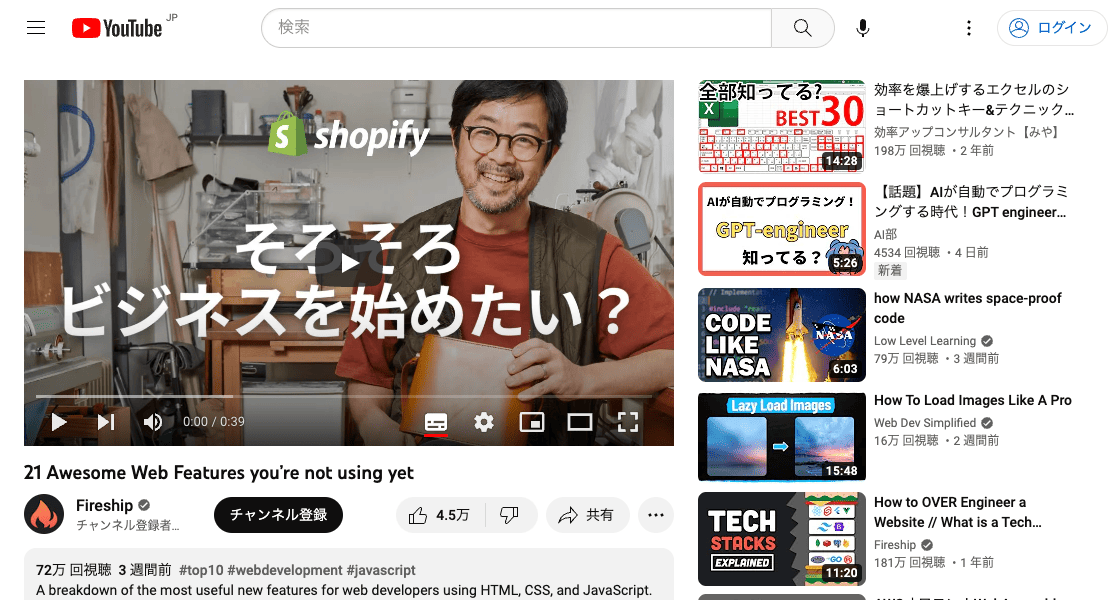 YouTube JP
検索
ログイン
shopify
そろそろ
ビジネスを始めたい？
0:00 / 0:39
21 Awesome Web Features you're not using yet
Fireship
チャンネル登録者...
チャンネル登録
4.5万
共有
72万 回視聴 3 週間前 #top10 #webdevelopment #javascript
A breakdown of the most useful new features for web developers using HTML, CSS, and JavaScript.
全部知ってる?
BEST30
14:28
効率を爆上げするエクセルのシ
ョートカットキー&テクニック...
効率アップコンサルタント【みや】
198万 回視聴 ・2 年前
AIが自動でプログラミング！
GPT-engineer
知ってる？
5:26
【話題】AIが自動でプログラミ
ングする時代！GPT engineer...
AI部
4534 回視聴 ・4 日前
新着
CODE
LIKE
NASA
NASA
6:03
how NASA writes space-proof
code
Low Level Learning
79万 回視聴 ・3 週間前
Lazy Load Images
15:48
How To Load Images Like A Pro
Web Dev Simplified
16万 回視聴 ・2 週間前
TECH
STACKS
EXPLAINED
11:20
How to OVER Engineer a
Website // What is a Tech...
Fireship
181万 回視聴 ・1 年前